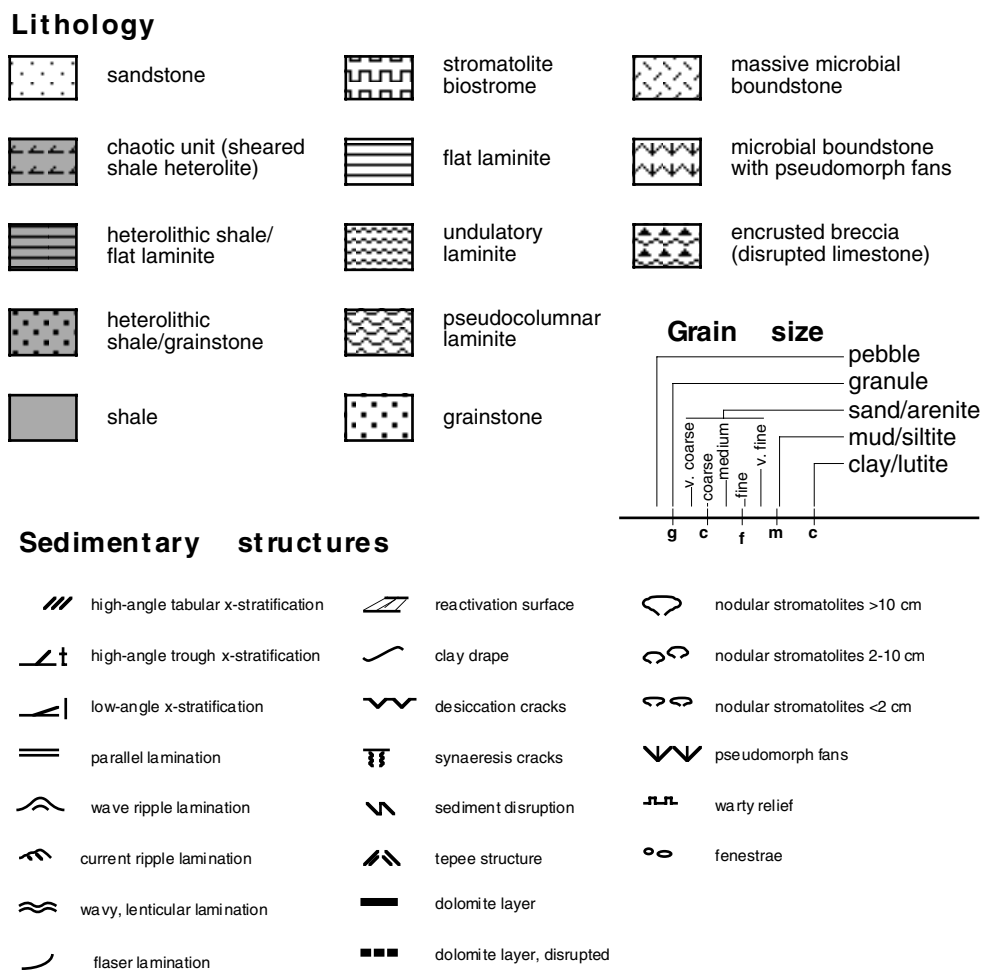 Lithology
sandstone
chaotic unit (sheared
shale heterolite)
heterolithic shale/
flat laminite
heterolithic
shale/grainstone
shale
stromatolite
biostrome
flat laminite
undulatory
laminite
pseudocolumnar
laminite
grainstone
massive microbial
boundstone
microbial boundstone
with pseudomorph fans
encrusted breccia
(disrupted limestone)
Grain size
pebble
granule
sand/arenite
mud/siltite
clay/lutite
v. coarse
coarse
medium
fine
v. fine
g c f m c
Sedimentary structures
high-angle tabular x-stratification
high-angle trough x-stratification
low-angle x-stratification
parallel lamination
wave ripple lamination
current ripple lamination
wavy, lenticular lamination
flaser lamination
reactivation surface
clay drape
desiccation cracks
synaeresis cracks
sediment disruption
tepee structure
dolomite layer
dolomite layer, disrupted
nodular stromatolites >10 cm
nodular stromatolites 2-10 cm
nodular stromatolites <2 cm
pseudomorph fans
warty relief
fenestrae